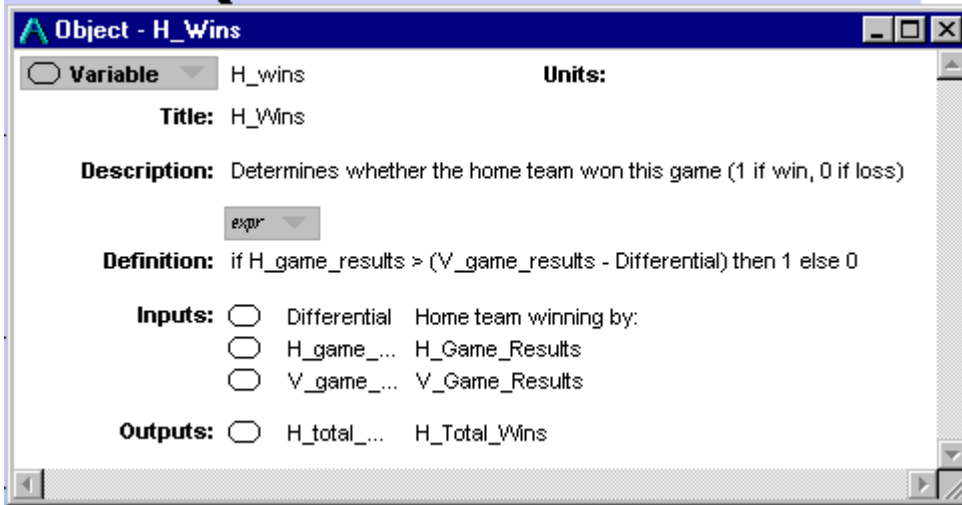 Object - H_Wins
Variable H_wins Units:
Title: H_Wins
Description: Determines whether the home team won this game (1 if win, 0 if loss)
expr
Definition: if H_game_results > (V_game_results - Differential) then 1 else 0
Inputs: Differential Home team winning by:
H_game_... H_Game_Results
V_game_... V_Game_Results
Outputs: H_total_... H_Total_Wins